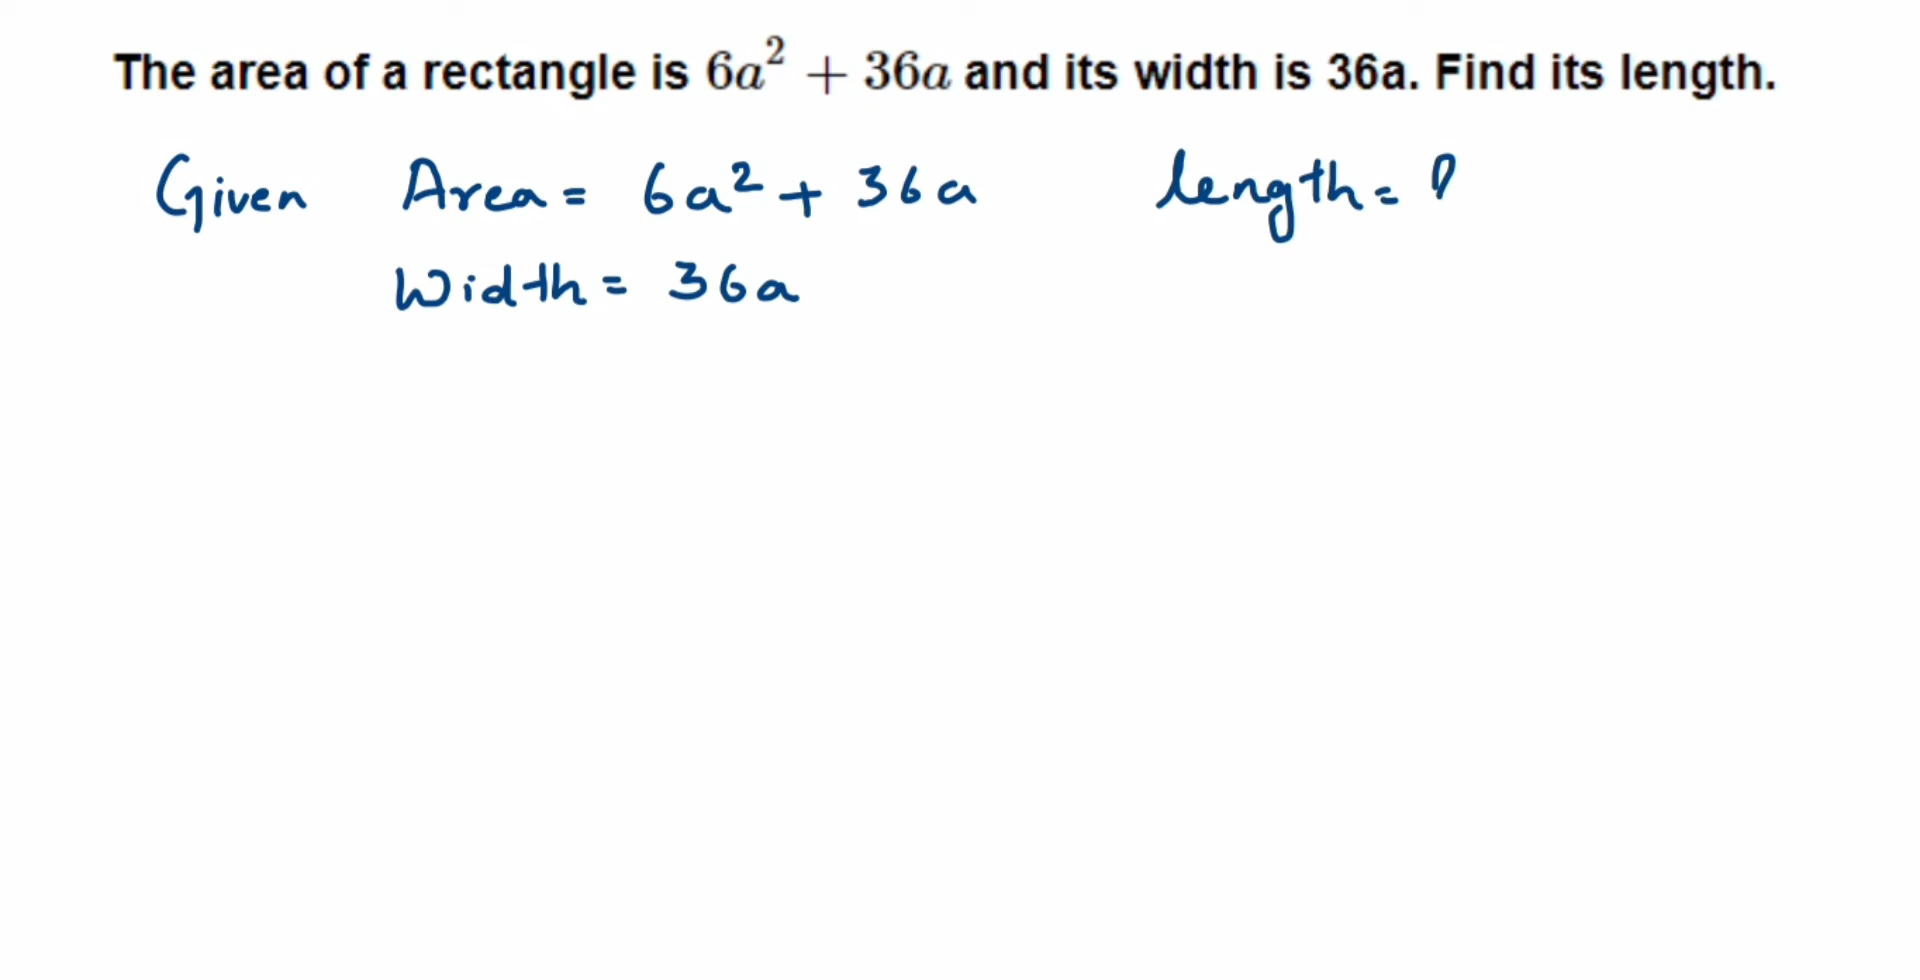 The area of a rectangle is 6a² + 36a and its width is 36a. Find its length.
Given Area = 6a² + 36a length = ?
Width = 36a